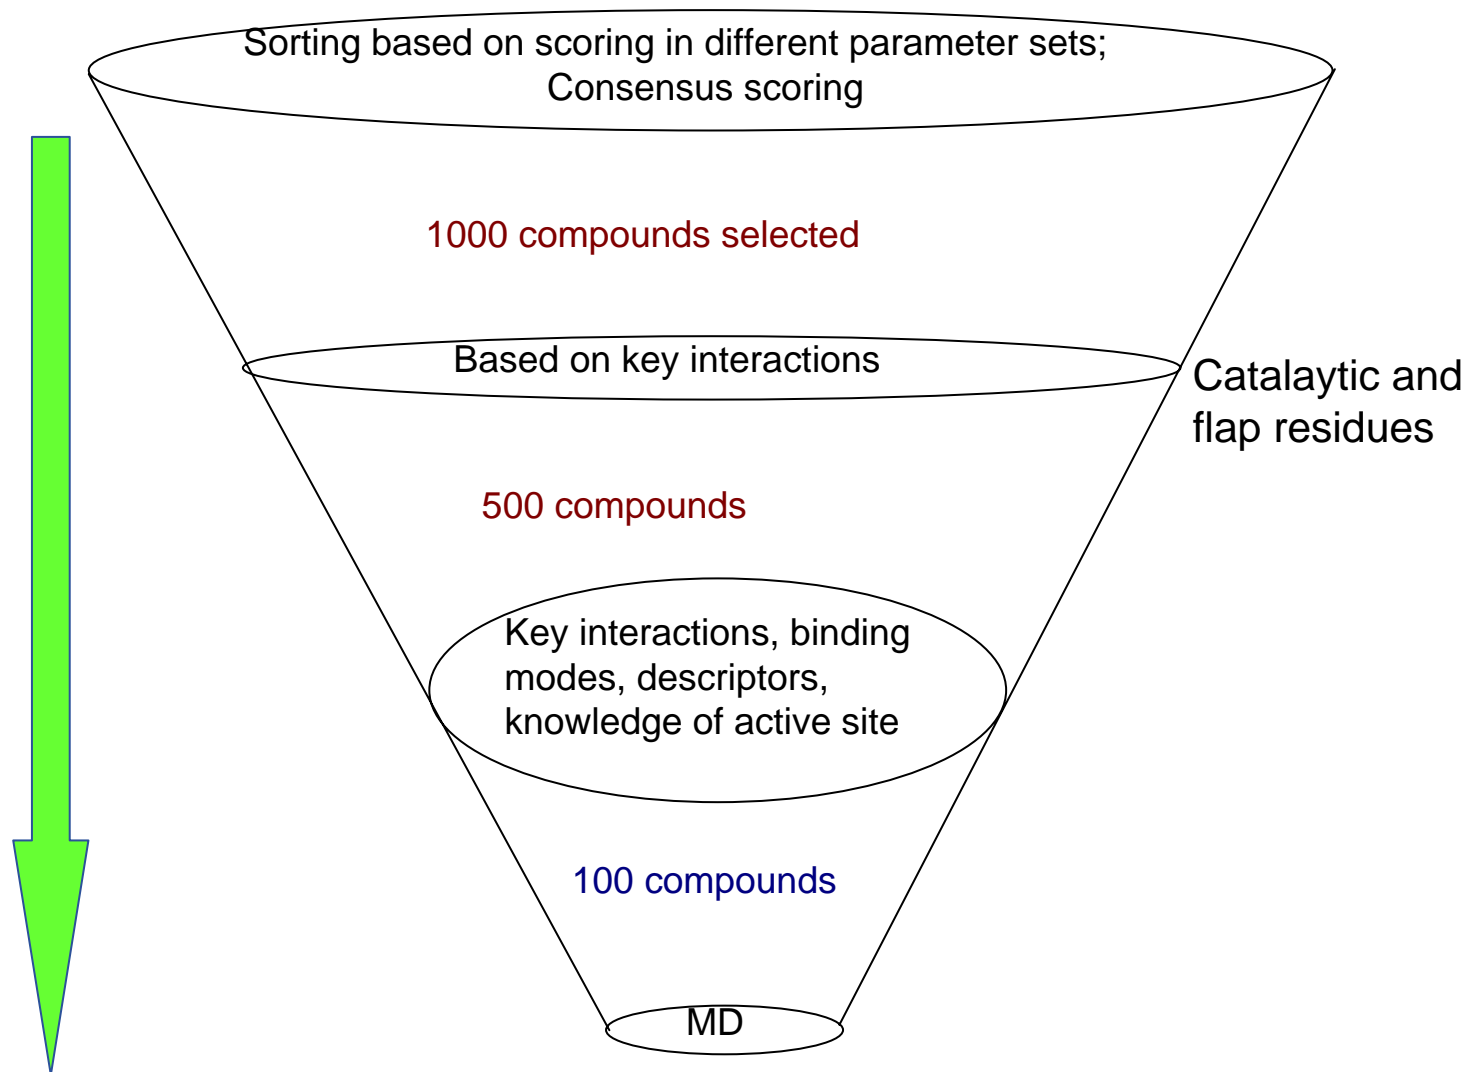 Sorting based on scoring in different parameter sets;
Consensus scoring
1000 compounds selected
Based on key interactions
Catalaytic and
flap residues
500 compounds
Key interactions, binding
modes, descriptors,
knowledge of active site
100 compounds
MD